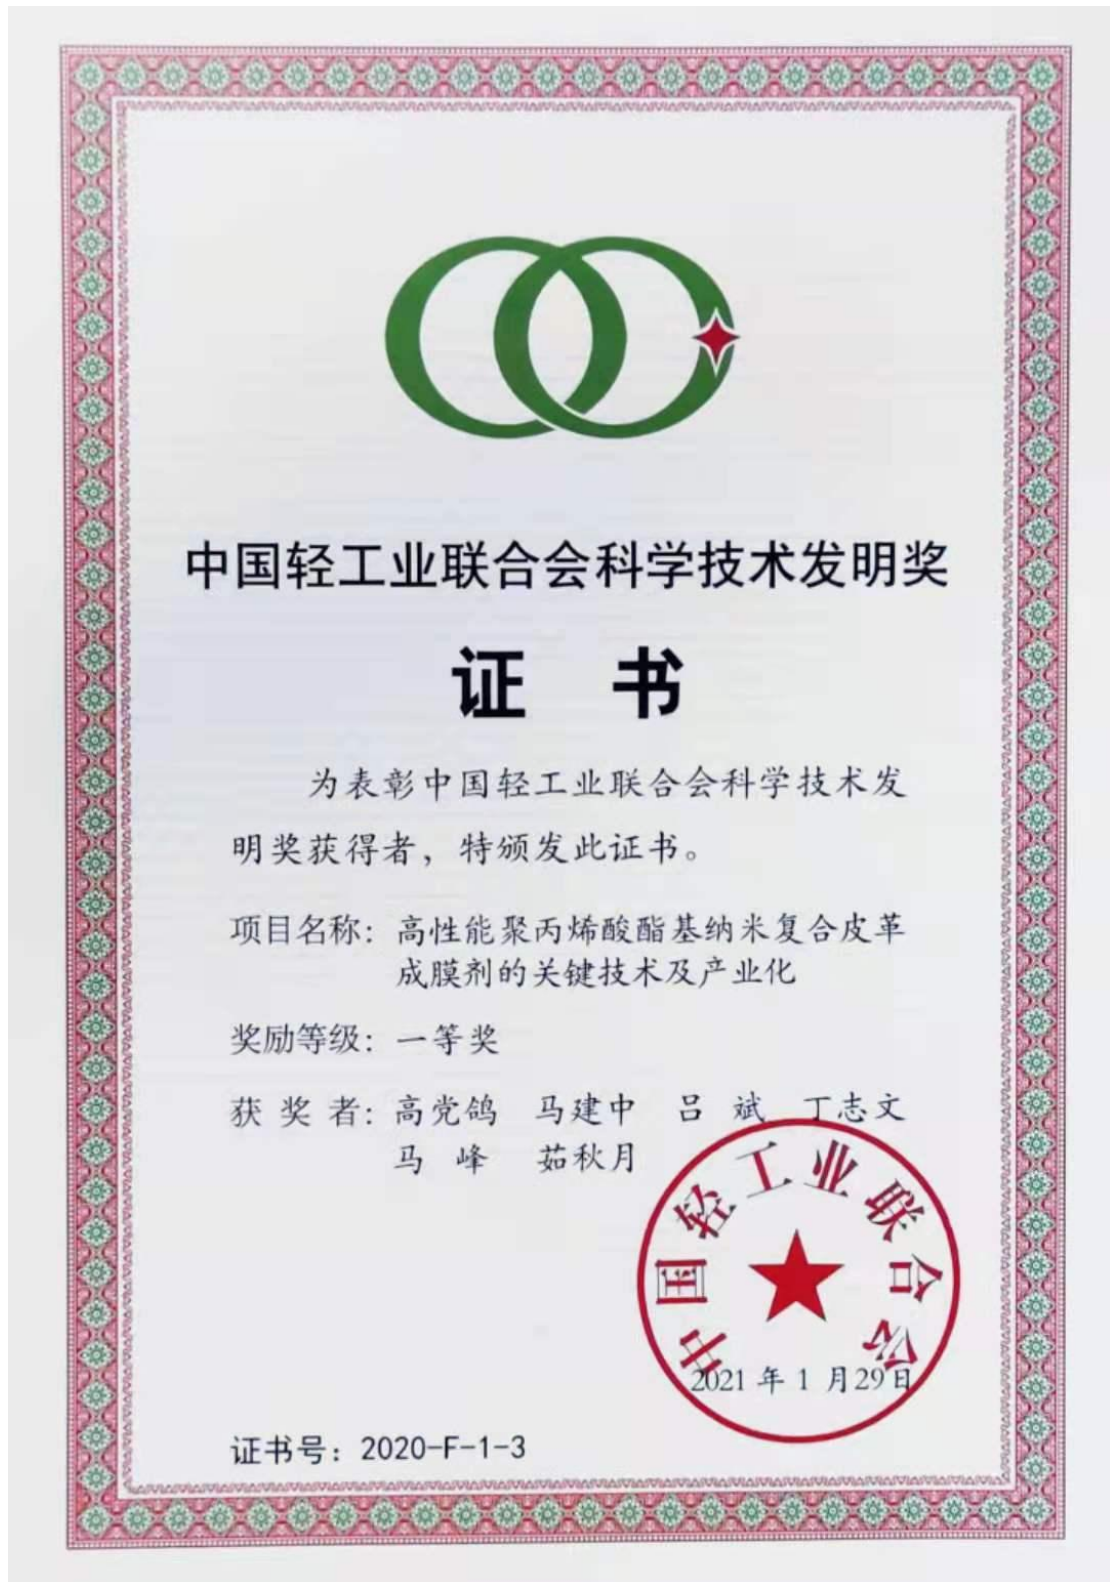 中国轻工业联合会科学技术发明奖
证 书
为表彰中国轻工业联合会科学技术发
明奖获得者，特颁发此证书。
项目名称：高性能聚丙烯酸酯基纳米复合皮革
成膜剂的关键技术及产业化
奖励等级：一等奖
获 奖 者：高党鸽 马建中 吕 斌 丁志文
马 峰 茹秋月
中国轻工业联合会
2021 年 1 月29日
证书号：2020-F-1-3